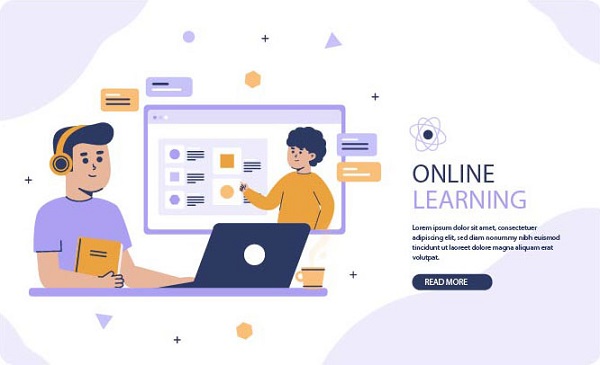 ONLINE
LEARNING
Lorem ipsum dolor sit amet, consectetuer
adipiscing elit, sed diam nonummy nibh euismod
tincidunt ut laoreet dolore magna aliquam erat
volutpat.
READ MORE